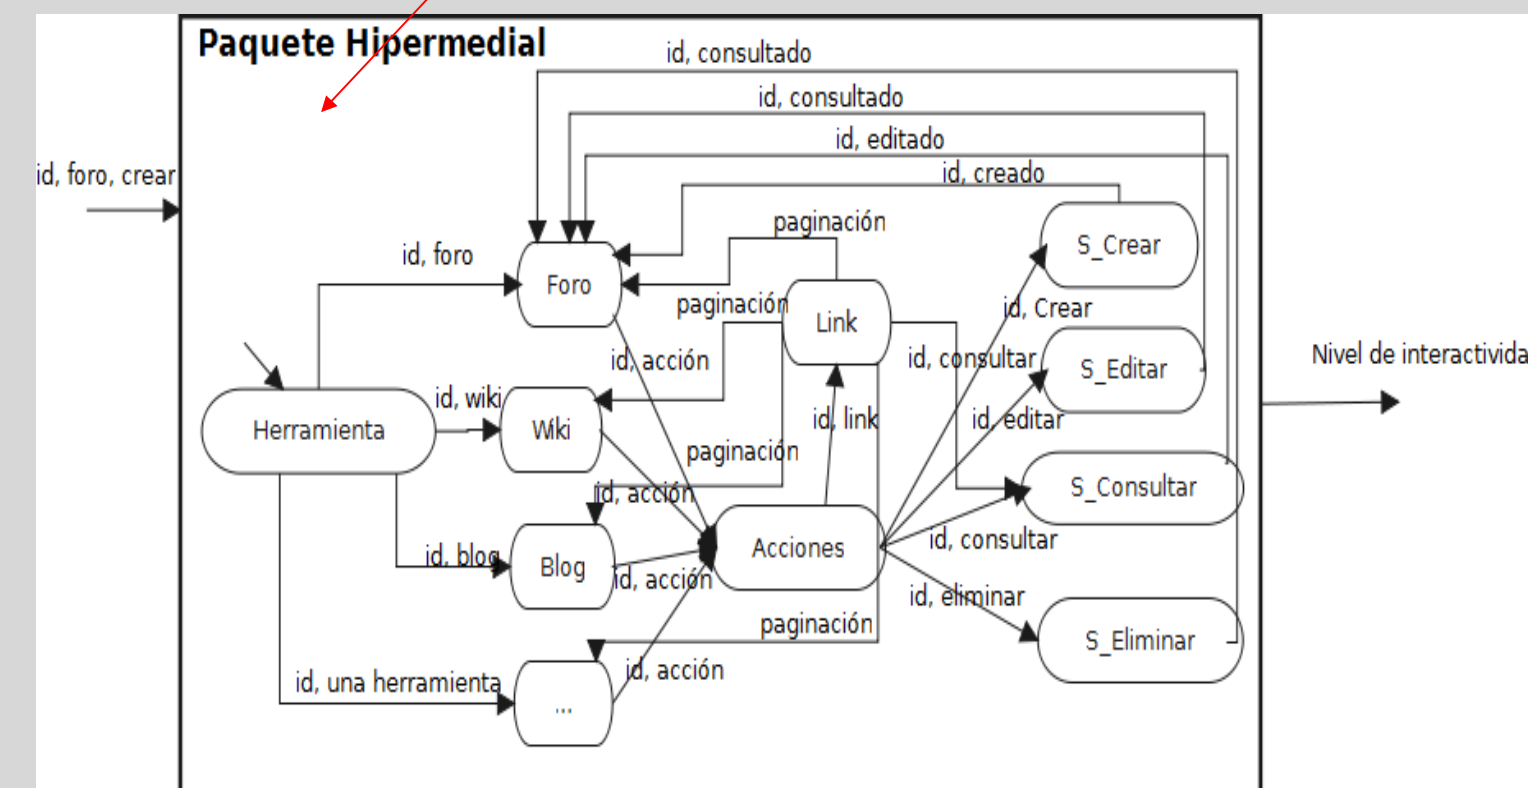 Paquete Hipermedial
id, consultado
id, consultado
id, editado
id, creado
id, foro, crear
paginación
id, foro
S_Crear
Foro
paginación
id, Crear
Link
Nivel de interactivida
id, acción
id, consultar
S_Editar
id, wiki
id, link
id, editar
Herramienta
Wiki
paginación
id, acción
S_Consultar
Acciones
id, consultar
id, blog
Blog
id, acción
id, eliminar
paginación
S_Eliminar
id, una herramienta
id, acción
...